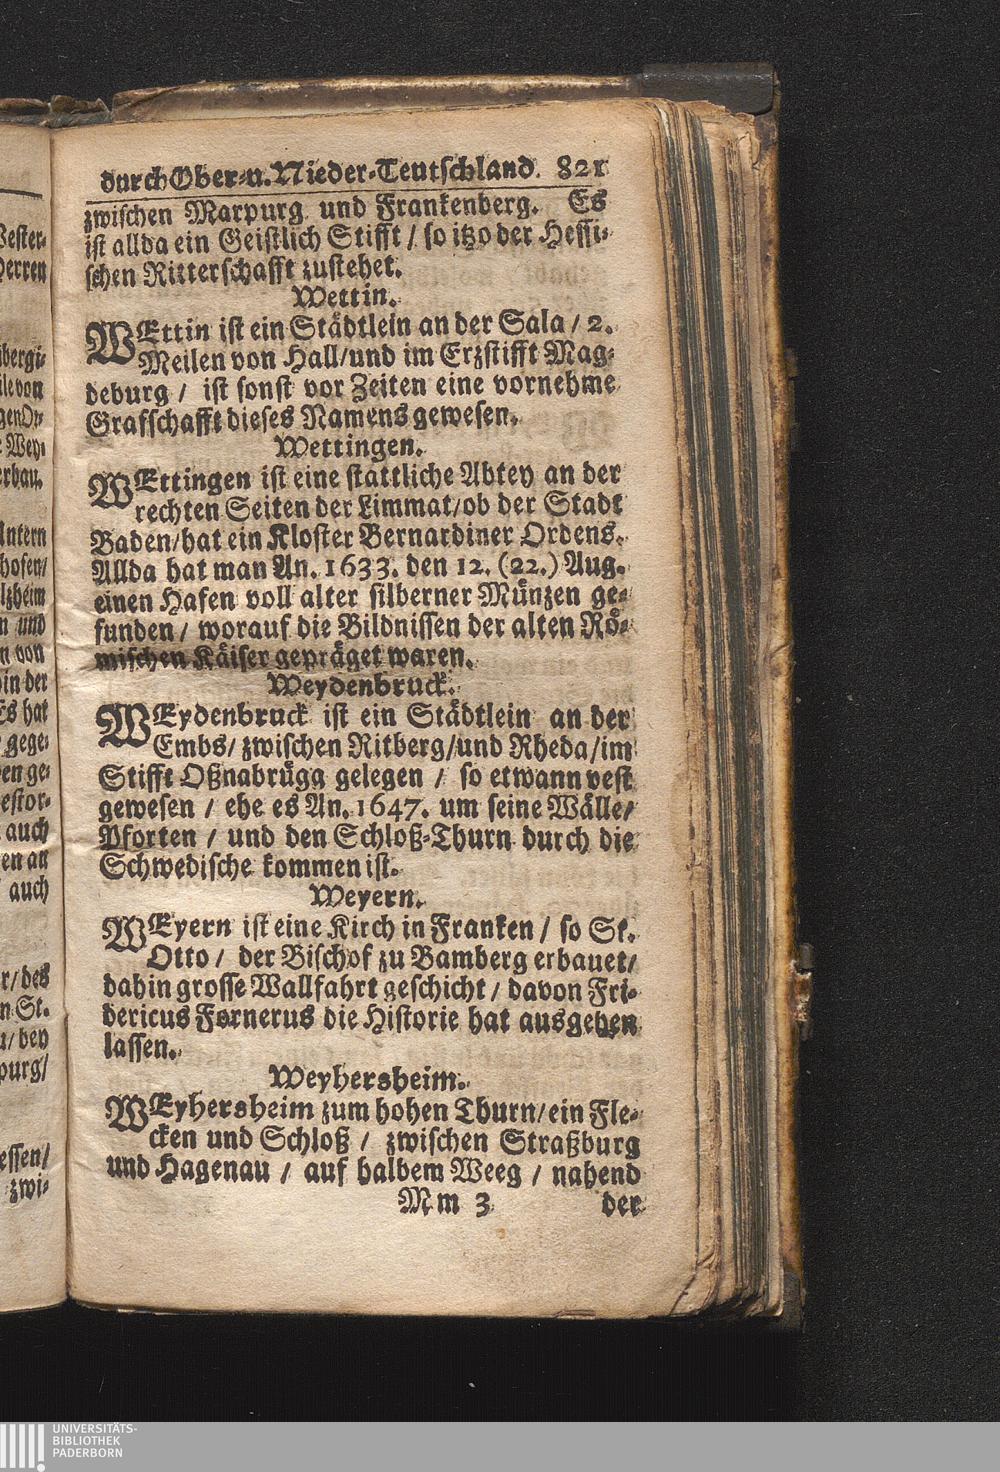 durch Ober- u. Nieder-Teutschland. 821
zwischen Marpurg und Frankenberg. Es
ist allda ein Geistlich Stifft / so itzo der Hessi-
schen Ritterschafft zustehet.
Wettin.
WEttin ist ein Städtlein an der Sala / 2.
Meilen von Hall/und im Erzstifft Mag-
deburg / ist sonst vor Zeiten eine vornehme
Grafschafft dieses Namens gewesen.
Wettingen.
WEttingen ist eine stattliche Abtey an der
rechten Seiten der Limmat/ob der Stadt
Baden/hat ein Kloster Bernardiner Ordens.
Allda hat man An. 1633. den 12. (22.) Aug.
einen Hafen voll alter silberner Münzen ge-
funden / worauf die Bildnissen der alten Rö-
mischen Käiser gepräget waren.
Weydenbruck.
WEydenbruck ist ein Städtlein an der
Embs/ zwischen Ritberg/und Rheda/im
Stifft Oßnabrügg gelegen / so etwann vest
gewesen / ehe es An. 1647. um seine Wälle/
Pforten / und den Schloß-Thurn durch die
Schwedische kommen ist.
Weyern.
WEyern ist eine Kirch in Franken / so St.
Otto / der Bischof zu Bamberg erbauet/
dahin grosse Wallfahrt geschicht / davon Fri-
dericus Fornerus die Historie hat ausgehen
lassen.
Weyhersheim.
WEyhersheim zum hohen Thurn/ein Fle-
cken und Schloß / zwischen Straßburg
und Hagenau / auf halbem Weeg / nahend
Mm 3 der
UNIVERSITÄTS-
BIBLIOTHEK
PADERBORN